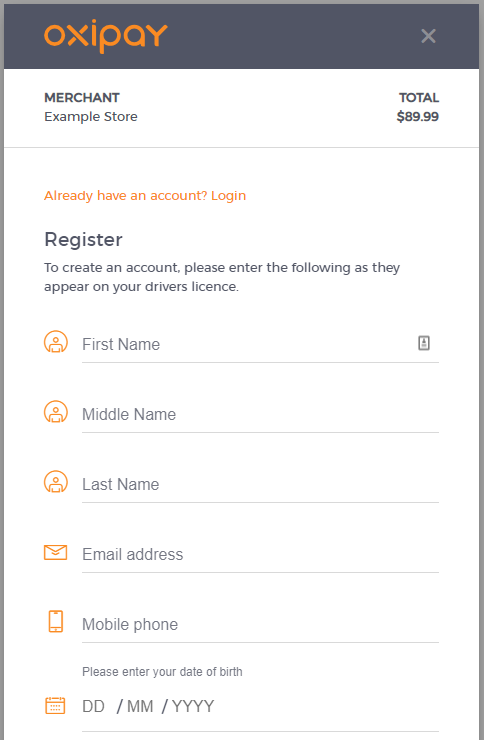 oxipay
MERCHANT TOTAL
Example Store $89.99
Already have an account? Login
Register
To create an account, please enter the following as they
appear on your drivers licence.
First Name
Middle Name
Last Name
Email address
Mobile phone
Please enter your date of birth
DD / MM / YYYY